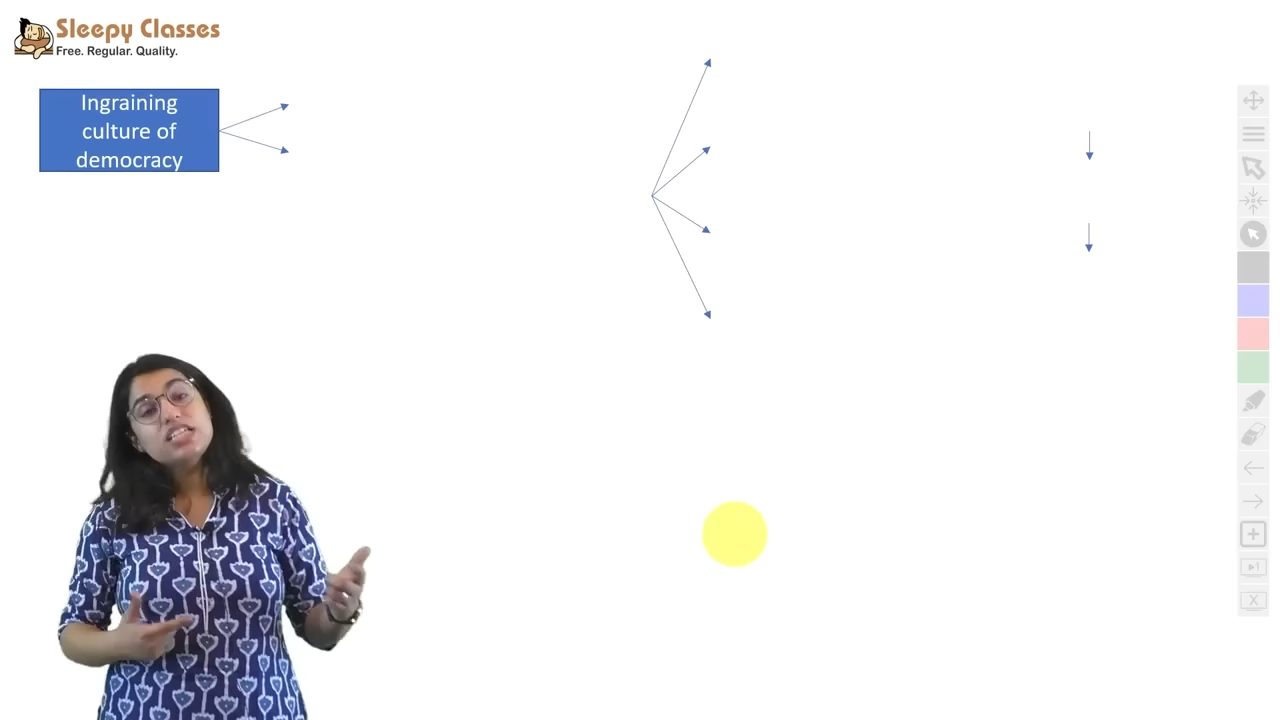 Sleepy Classes
Free. Regular. Quality.
Ingraining
culture of
democracy